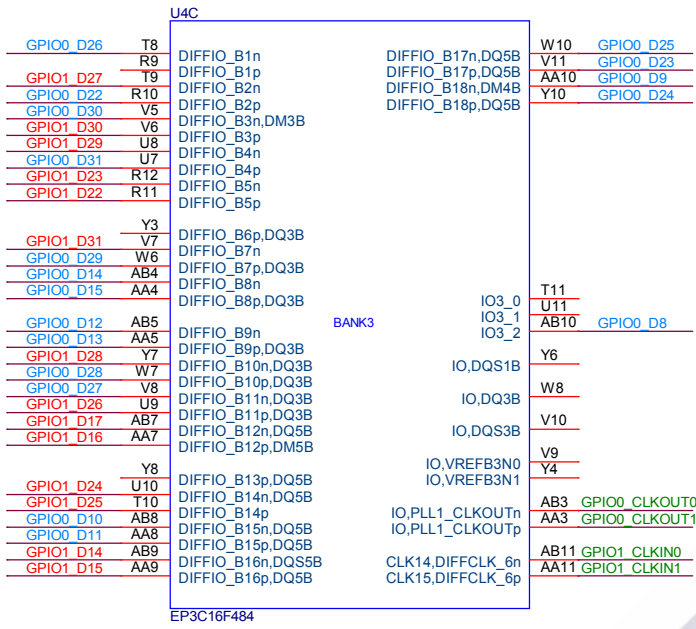 U4C
GPIO0_D26 T8 DIFFIO_B1n
R9 DIFFIO_B1p
GPIO1_D27 T9 DIFFIO_B2n
GPIO0_D22 R10 DIFFIO_B2p
GPIO0_D30 V5 DIFFIO_B3n,DM3B
GPIO1_D30 V6 DIFFIO_B3p
GPIO1_D29 U8 DIFFIO_B4n
GPIO0_D31 U7 DIFFIO_B4p
GPIO1_D23 R12 DIFFIO_B5n
GPIO1_D22 R11 DIFFIO_B5p
Y3 DIFFIO_B6p,DQ3B
GPIO1_D31 V7 DIFFIO_B7n
GPIO0_D29 W6 DIFFIO_B7p,DQ3B
GPIO0_D14 AB4 DIFFIO_B8n
GPIO0_D15 AA4 DIFFIO_B8p,DQ3B
GPIO0_D12 AB5 DIFFIO_B9n
GPIO0_D13 AA5 DIFFIO_B9p,DQ3B
GPIO1_D28 Y7 DIFFIO_B10n,DQ3B
GPIO0_D28 W7 DIFFIO_B10p,DQ3B
GPIO0_D27 V8 DIFFIO_B11n,DQ3B
GPIO1_D26 U9 DIFFIO_B11p,DQ3B
GPIO1_D17 AB7 DIFFIO_B12n,DQ5B
GPIO1_D16 AA7 DIFFIO_B12p,DM5B
Y8 DIFFIO_B13p,DQ5B
GPIO1_D24 U10 DIFFIO_B14n,DQ5B
GPIO1_D25 T10 DIFFIO_B14p
GPIO0_D10 AB8 DIFFIO_B15n,DQ5B
GPIO0_D11 AA8 DIFFIO_B15p,DQ5B
GPIO1_D14 AB9 DIFFIO_B16n,DQS5B
GPIO1_D15 AA9 DIFFIO_B16p,DQ5B
BANK3
DIFFIO_B17n,DQ5B W10 GPIO0_D25
DIFFIO_B17p,DQ5B V11 GPIO0_D23
DIFFIO_B18n,DM4B AA10 GPIO0_D9
DIFFIO_B18p,DQ5B Y10 GPIO0_D24
IO3_0 T11
IO3_1 U11
IO3_2 AB10 GPIO0_D8
IO,DQS1B Y6
IO,DQ3B W8
IO,DQS3B V10
IO,VREFB3N0 V9
IO,VREFB3N1 Y4
IO,PLL1_CLKOUTn AB3 GPIO0_CLKOUT0
IO,PLL1_CLKOUTp AA3 GPIO0_CLKOUT1
CLK14,DIFFCLK_6n AB11 GPIO1_CLKIN0
CLK15,DIFFCLK_6p AA11 GPIO1_CLKIN1
EP3C16F484